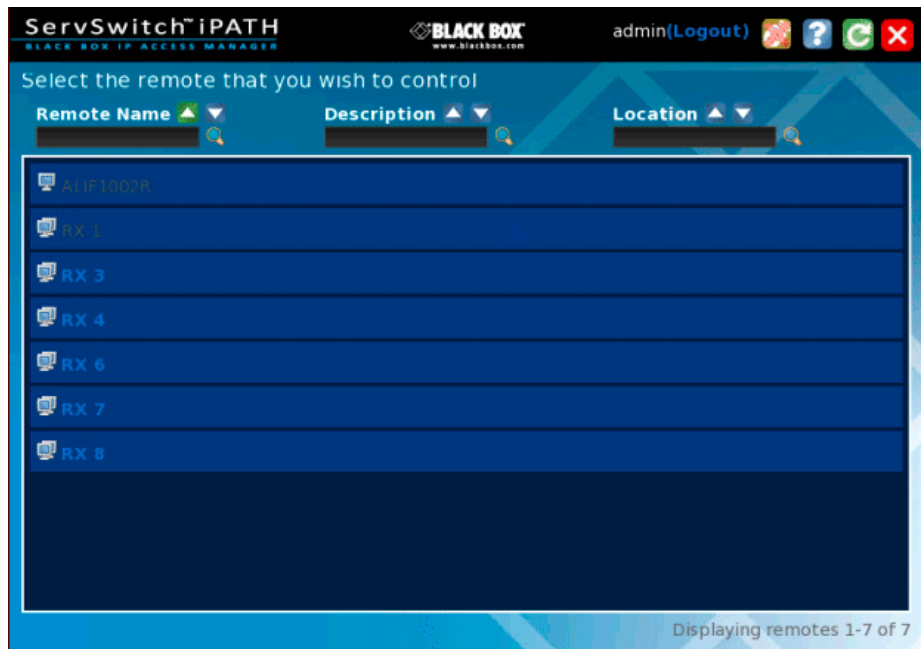 ServSwitch™ iPATH
BLACK BOX IP ACCESS MANAGER
BLACK BOX®
www.blackbox.com
admin(Logout)
?
Select the remote that you wish to control
Remote Name
Description
Location
ALIF1002R
RX 1
RX 3
RX 4
RX 6
RX 7
RX 8
Displaying remotes 1-7 of 7